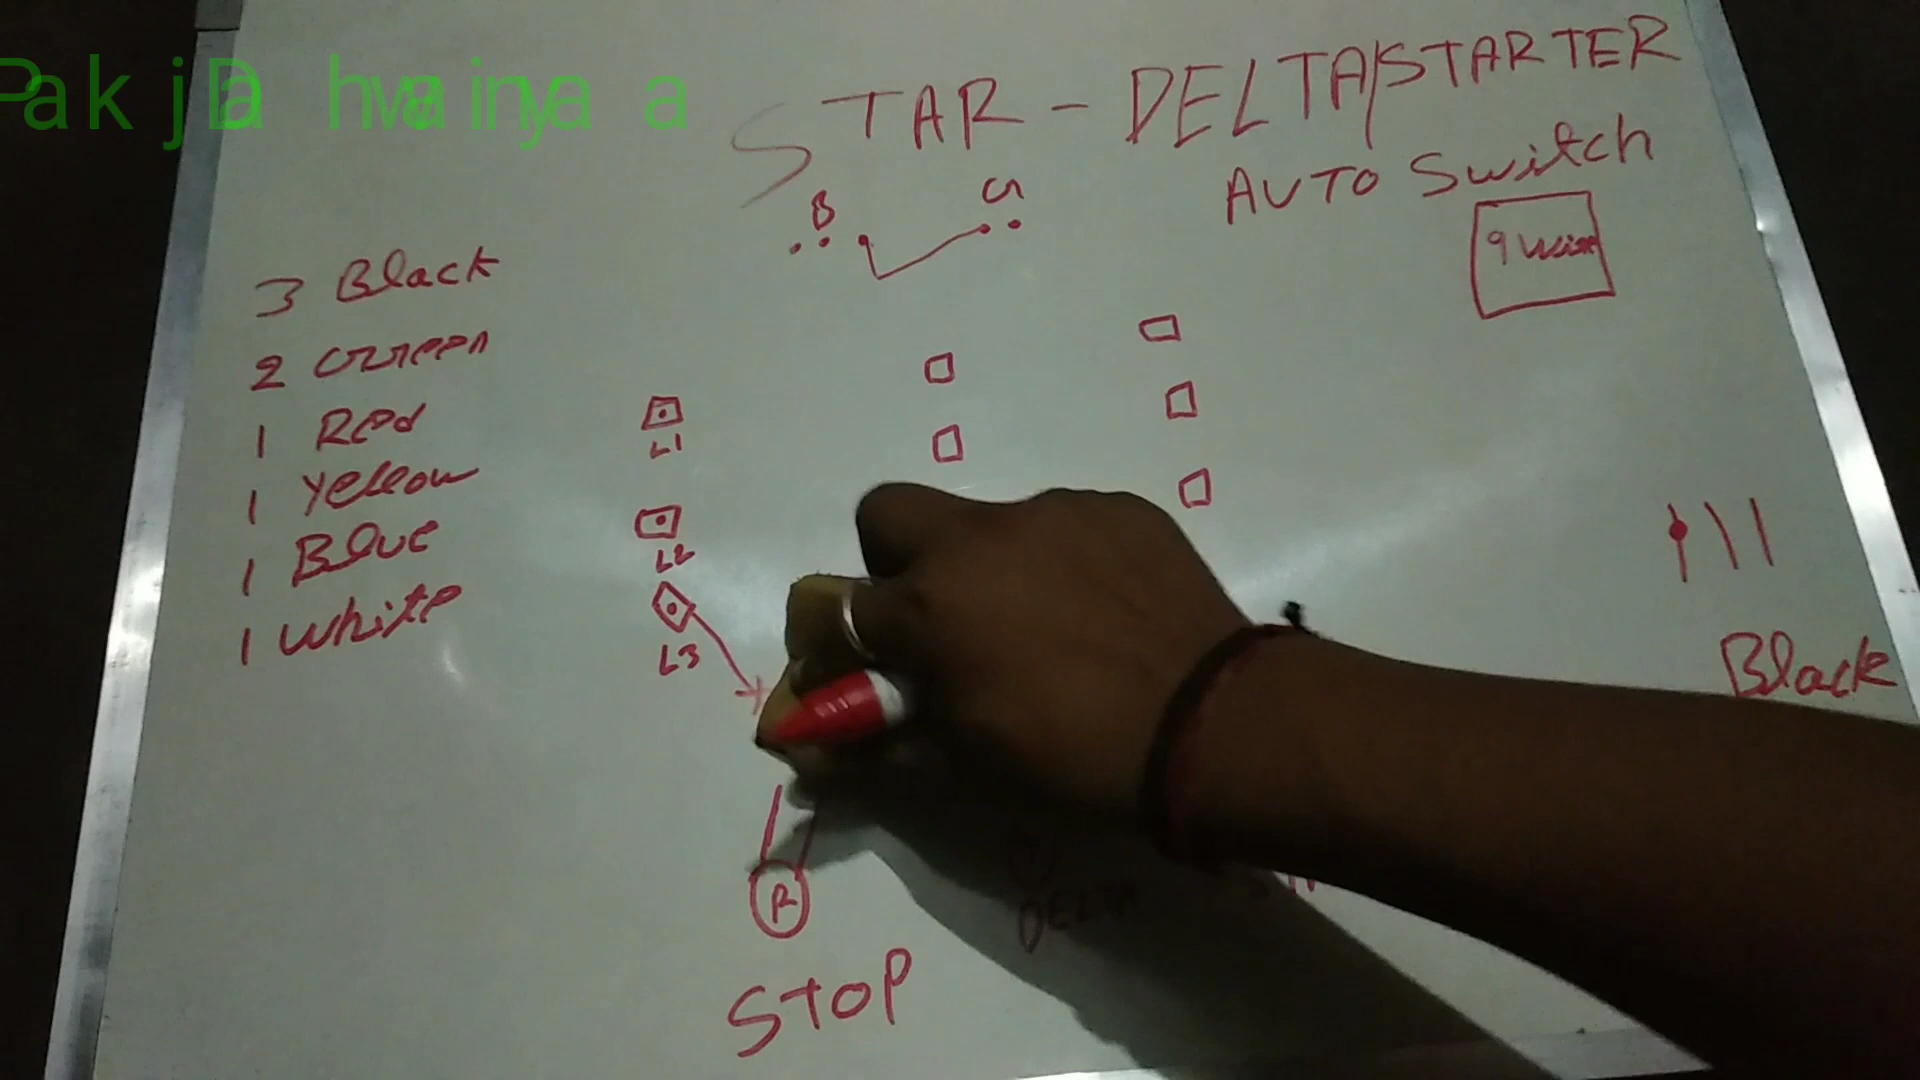 STAR - DELTA/STARTER
AUTO Switch
9 Wire
B
G
3 Black
2 Green
1 Red
1 Yellow
1 Blue
1 White
L1
L2
L3
Black
R
DELTA
STOP